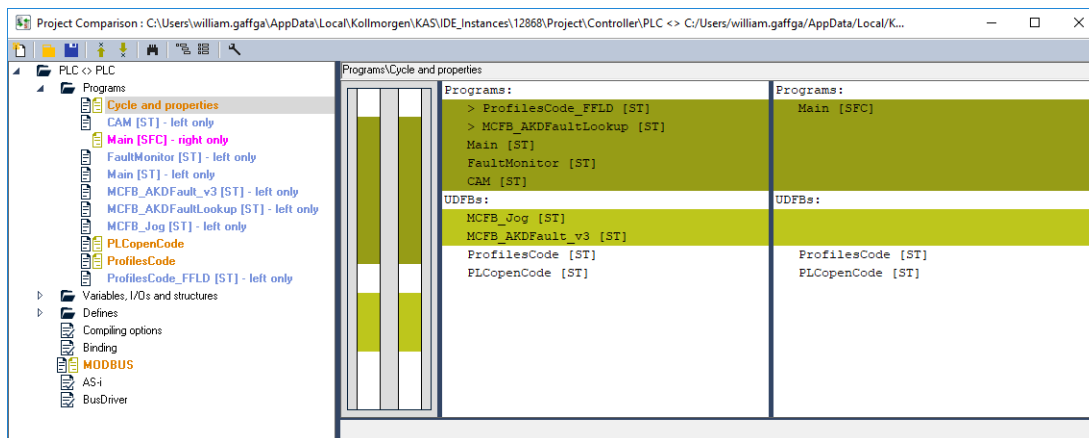 Project Comparison : C:\Users\william.gaffga\AppData\Local\Kollmorgen\KAS\IDE_Instances\12868\Project\Controller\PLC <> C:/Users/william.gaffga/AppData/Local/K...
PLC <> PLC
Programs
Cycle and properties
CAM [ST] - left only
Main [SFC] - right only
FaultMonitor [ST] - left only
Main [ST] - left only
MCFB_AKDFault_v3 [ST] - left only
MCFB_AKDFaultLookup [ST] - left only
MCFB_Jog [ST] - left only
PLCopenCode
ProfilesCode
ProfilesCode_FFLD [ST] - left only
Variables, I/Os and structures
Defines
Compiling options
Binding
MODBUS
AS-i
BusDriver
Programs\Cycle and properties
Programs:
> ProfilesCode_FFLD [ST]
> MCFB_AKDFaultLookup [ST]
Main [ST]
FaultMonitor [ST]
CAM [ST]
UDFBs:
MCFB_Jog [ST]
MCFB_AKDFault_v3 [ST]
ProfilesCode [ST]
PLCopenCode [ST]
Programs:
Main [SFC]
UDFBs:
ProfilesCode [ST]
PLCopenCode [ST]